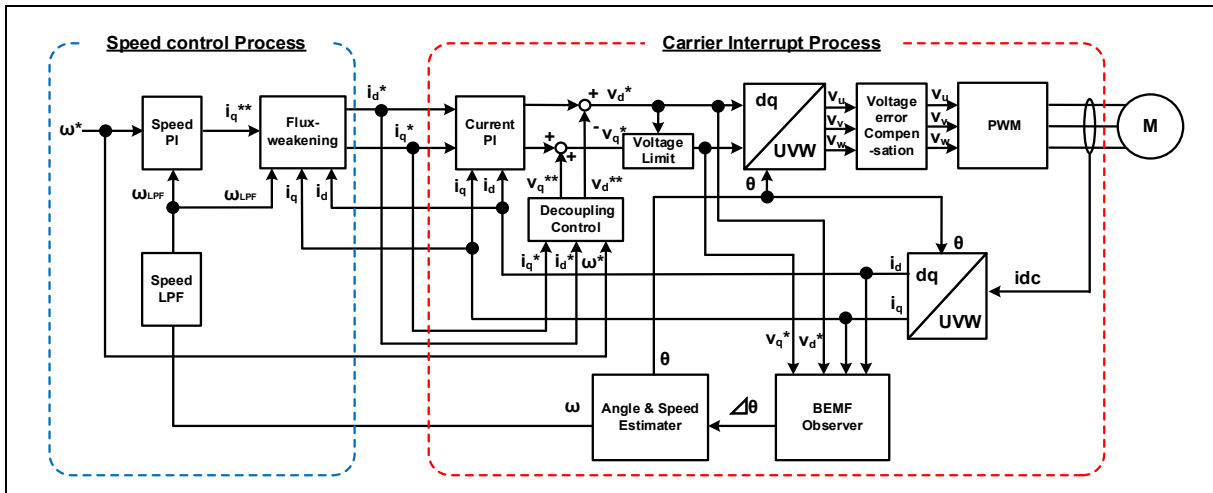 Speed control Process
Carrier Interrupt Process
ω*
Speed
PI
iq**
Flux-
weakening
id*
iq*
Current
PI
+
+
+
-
vd*
vq*
Voltage
Limit
dq
UVW
vu
vv
vw
Voltage
error
Compen
-sation
vu
vv
vw
PWM
M
ωLPF
ωLPF
iq
id
iq
id
vq**
vd**
Decoupling
Control
θ
iq*
id*
ω*
Speed
LPF
id
iq
dq
UVW
θ
idc
vq*
vd*
θ
ω
Angle & Speed
Estimater
⊿θ
BEMF
Observer